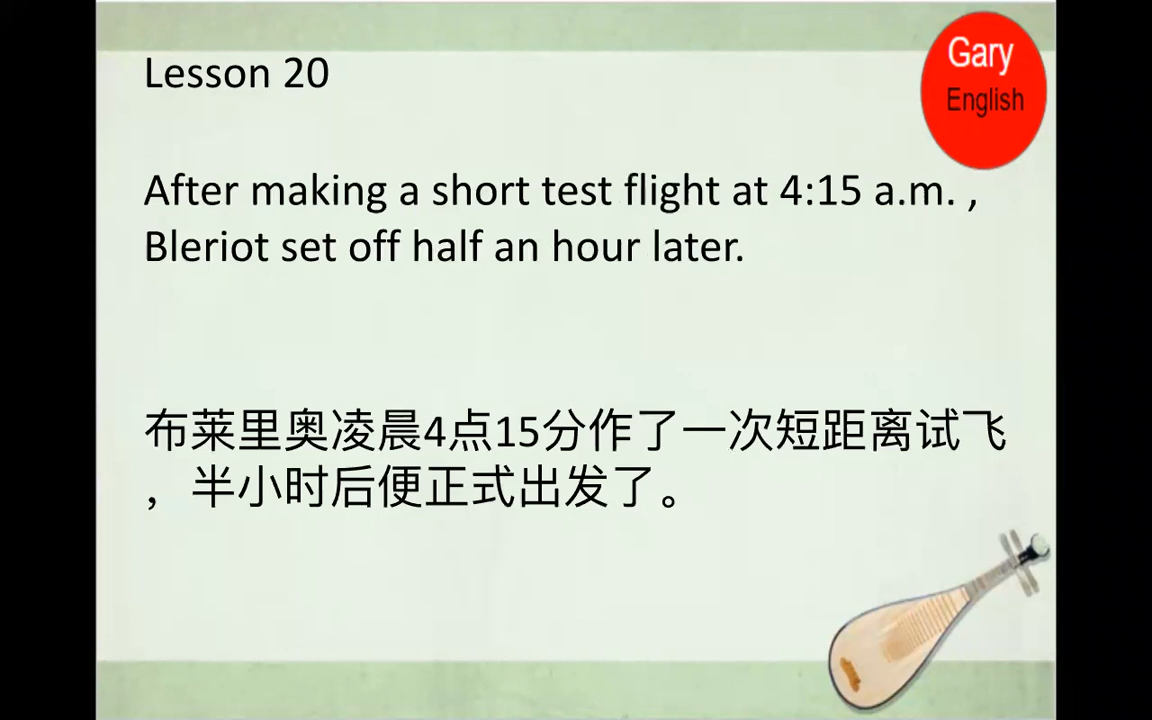 Lesson 20
Gary
English
After making a short test flight at 4:15 a.m. ,
Bleriot set off half an hour later.
布莱里奥凌晨4点15分作了一次短距离试飞
，半小时后便正式出发了。